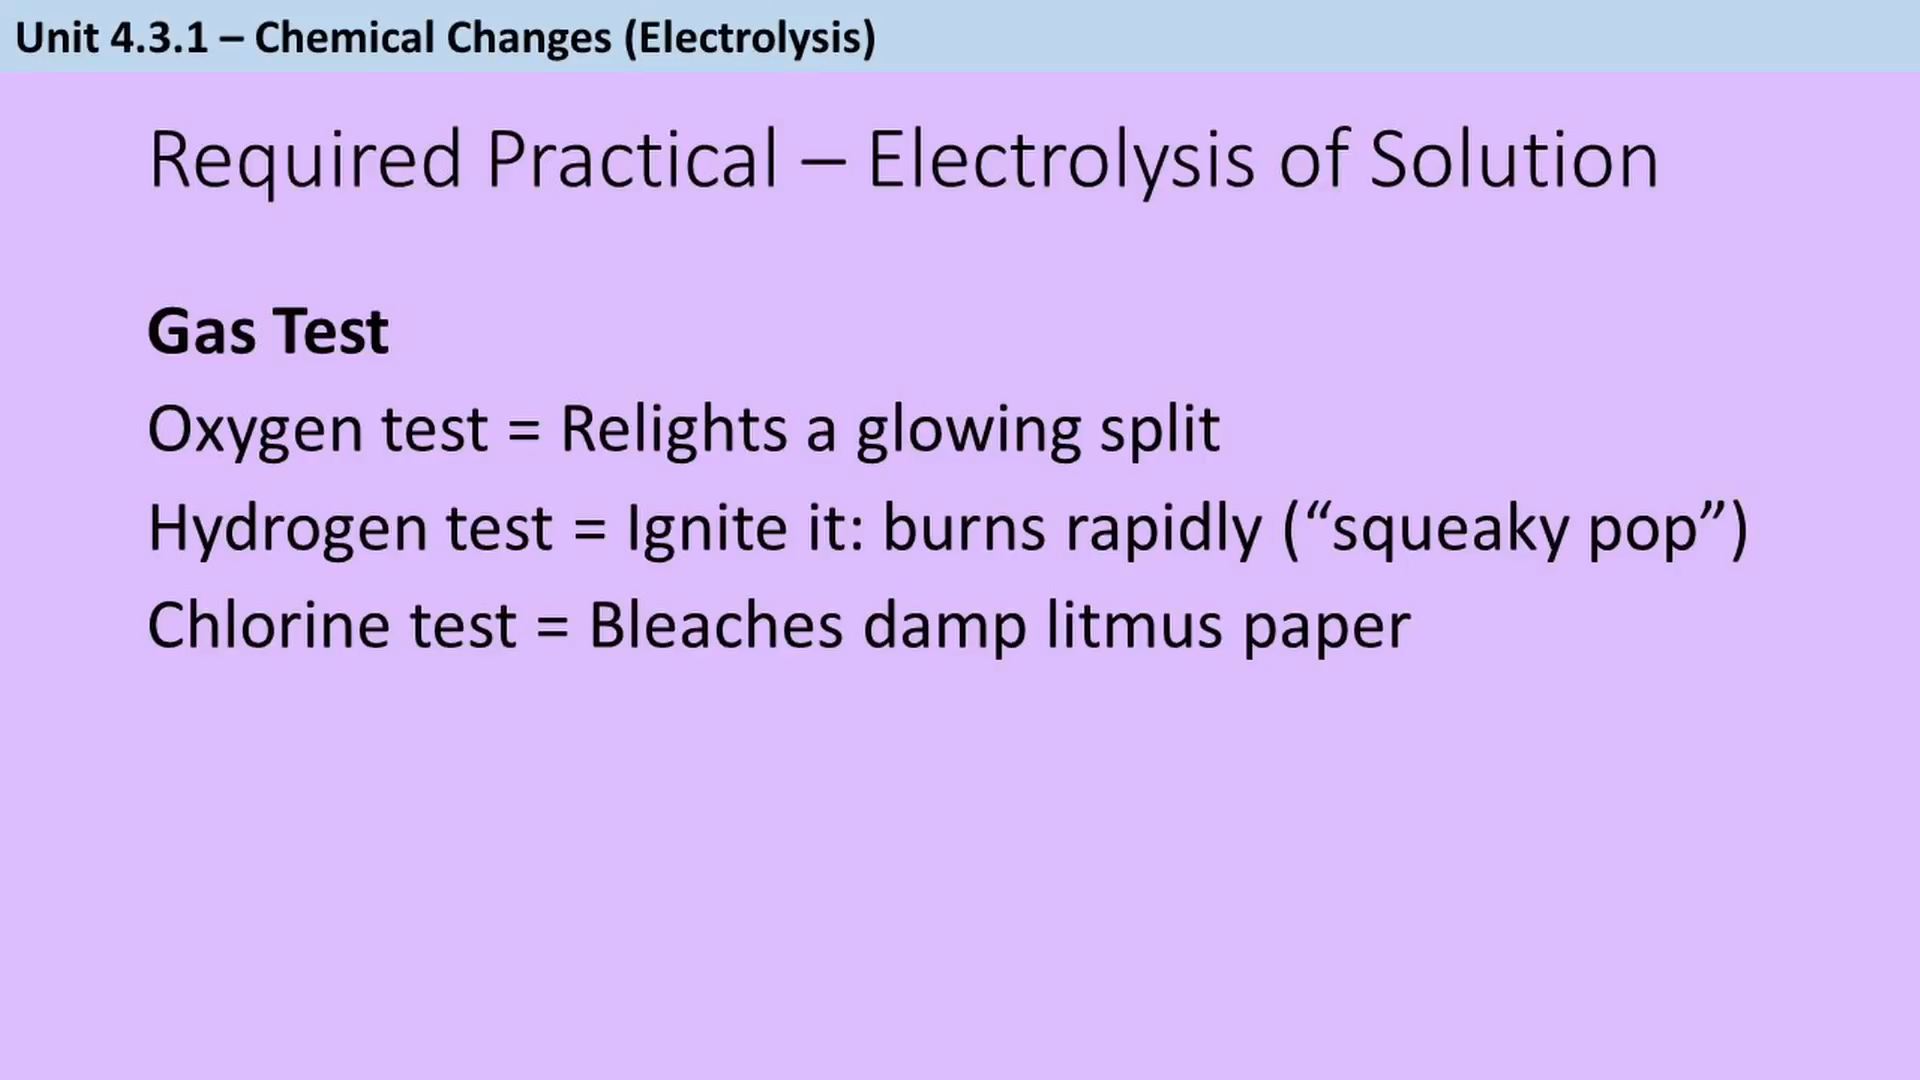 Unit 4.3.1 – Chemical Changes (Electrolysis)
Required Practical – Electrolysis of Solution
Gas Test
Oxygen test = Relights a glowing split
Hydrogen test = Ignite it: burns rapidly (“squeaky pop”)
Chlorine test = Bleaches damp litmus paper